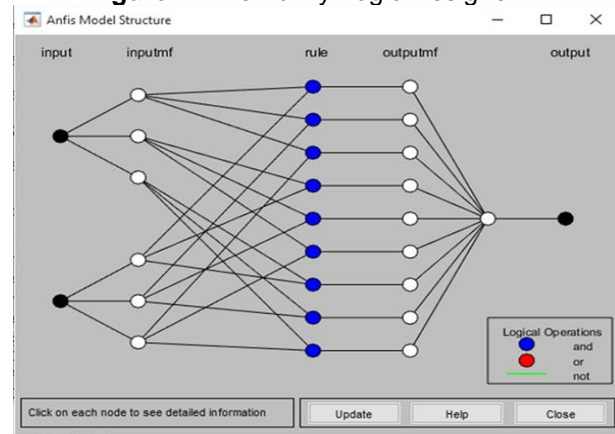 Anfis Model Structure
input inputmf rule outputmf output
Logical Operations
and
or
not
Click on each node to see detailed information
Update Help Close